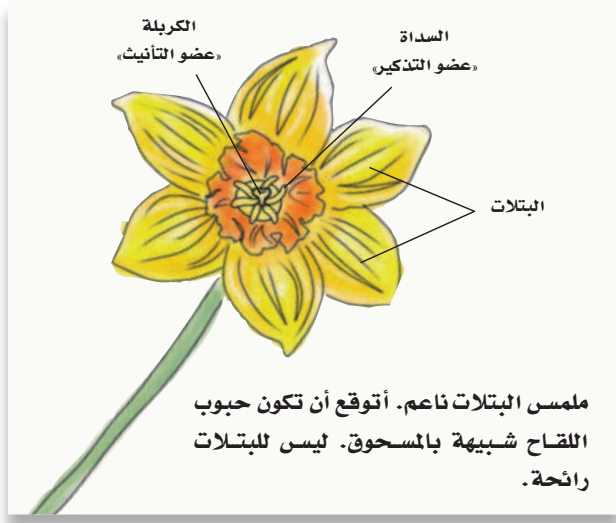 الكربلة
«عضو التأنيث»
السداة
«عضو التذكير»
البتلات
ملمس البتلات ناعم. أتوقع أن تكون حبوب
اللقاح شبيهة بالمسحوق. ليس للبتلات
رائحة.